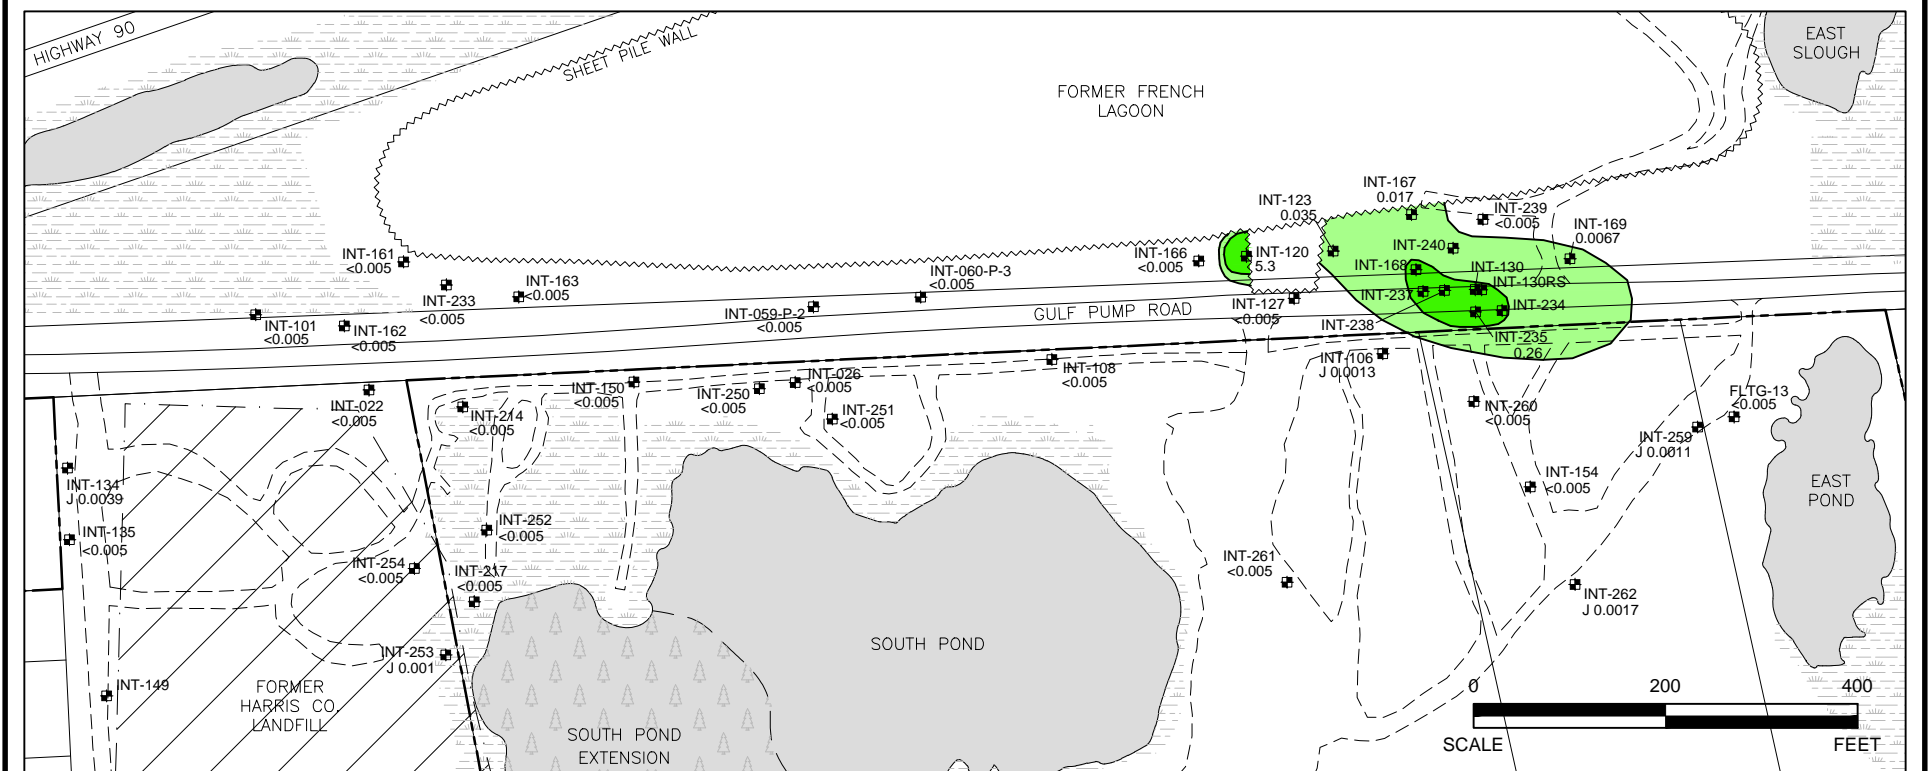 HIGHWAY 90
SHEET PILE WALL
FORMER FRENCH
LAGOON
EAST
SLOUGH
INT-167
0.017
INT-123
0.035
INT-239
<0.005
INT-169
0.0067
INT-161
<0.005
INT-166
<0.005
INT-120
5.3
INT-240
INT-168
INT-130
INT-130RS
INT-237
INT-234
INT-163
<0.005
INT-060-P-3
<0.005
INT-233
<0.005
INT-059-P-2
<0.005
GULF PUMP ROAD
INT-127
<0.005
INT-238
INT-235
0.26
INT-101
<0.005
INT-162
<0.005
INT-106
J 0.0013
INT-108
<0.005
INT-026
<0.005
INT-150
<0.005
INT-250
<0.005
INT-251
<0.005
INT-022
<0.005
INT-214
<0.005
INT-260
<0.005
FLTG-13
<0.005
INT-259
J 0.0011
INT-154
<0.005
EAST
POND
INT-134
J 0.0039
INT-135
<0.005
INT-252
<0.005
INT-254
<0.005
INT-217
<0.005
INT-261
<0.005
INT-262
J 0.0017
INT-253
J 0.001
INT-149
FORMER
HARRIS CO.
LANDFILL
SOUTH POND
SOUTH POND
EXTENSION
0 200 400
SCALE FEET